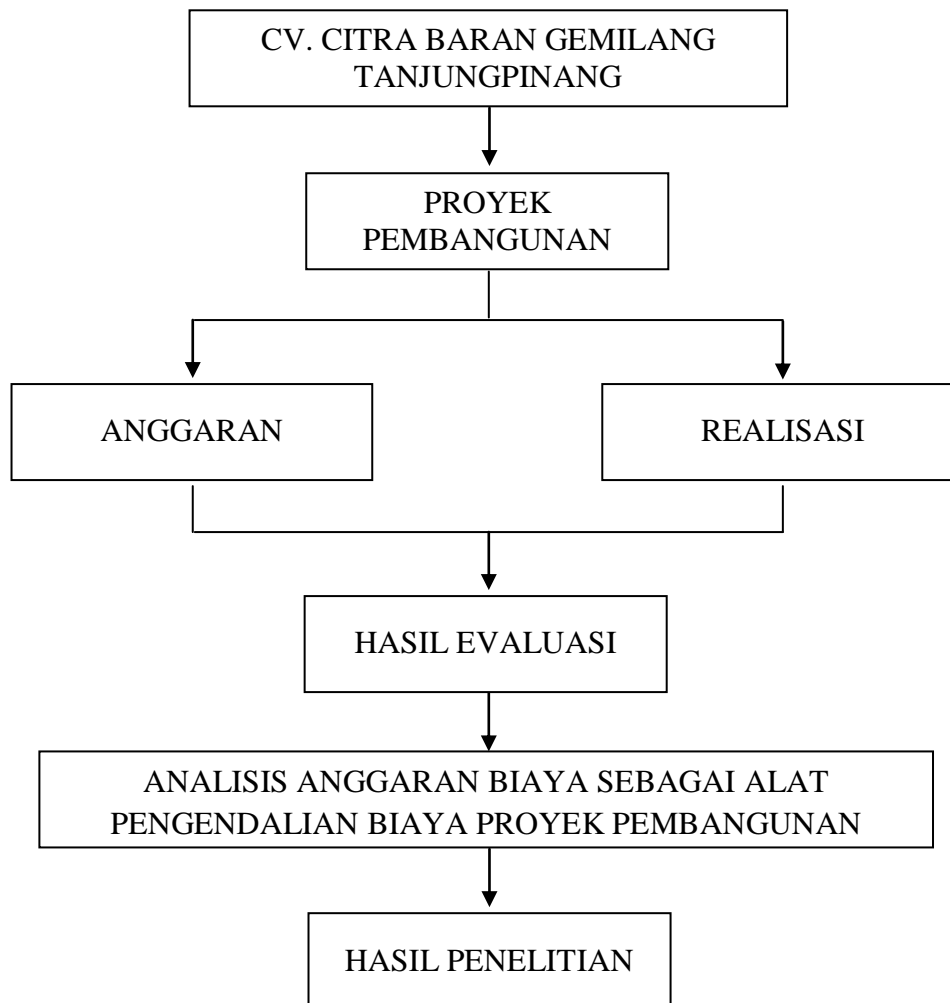 CV. CITRA BARAN GEMILANG
TANJUNGPINANG
PROYEK
PEMBANGUNAN
ANGGARAN
REALISASI
HASIL EVALUASI
ANALISIS ANGGARAN BIAYA SEBAGAI ALAT
PENGENDALIAN BIAYA PROYEK PEMBANGUNAN
HASIL PENELITIAN